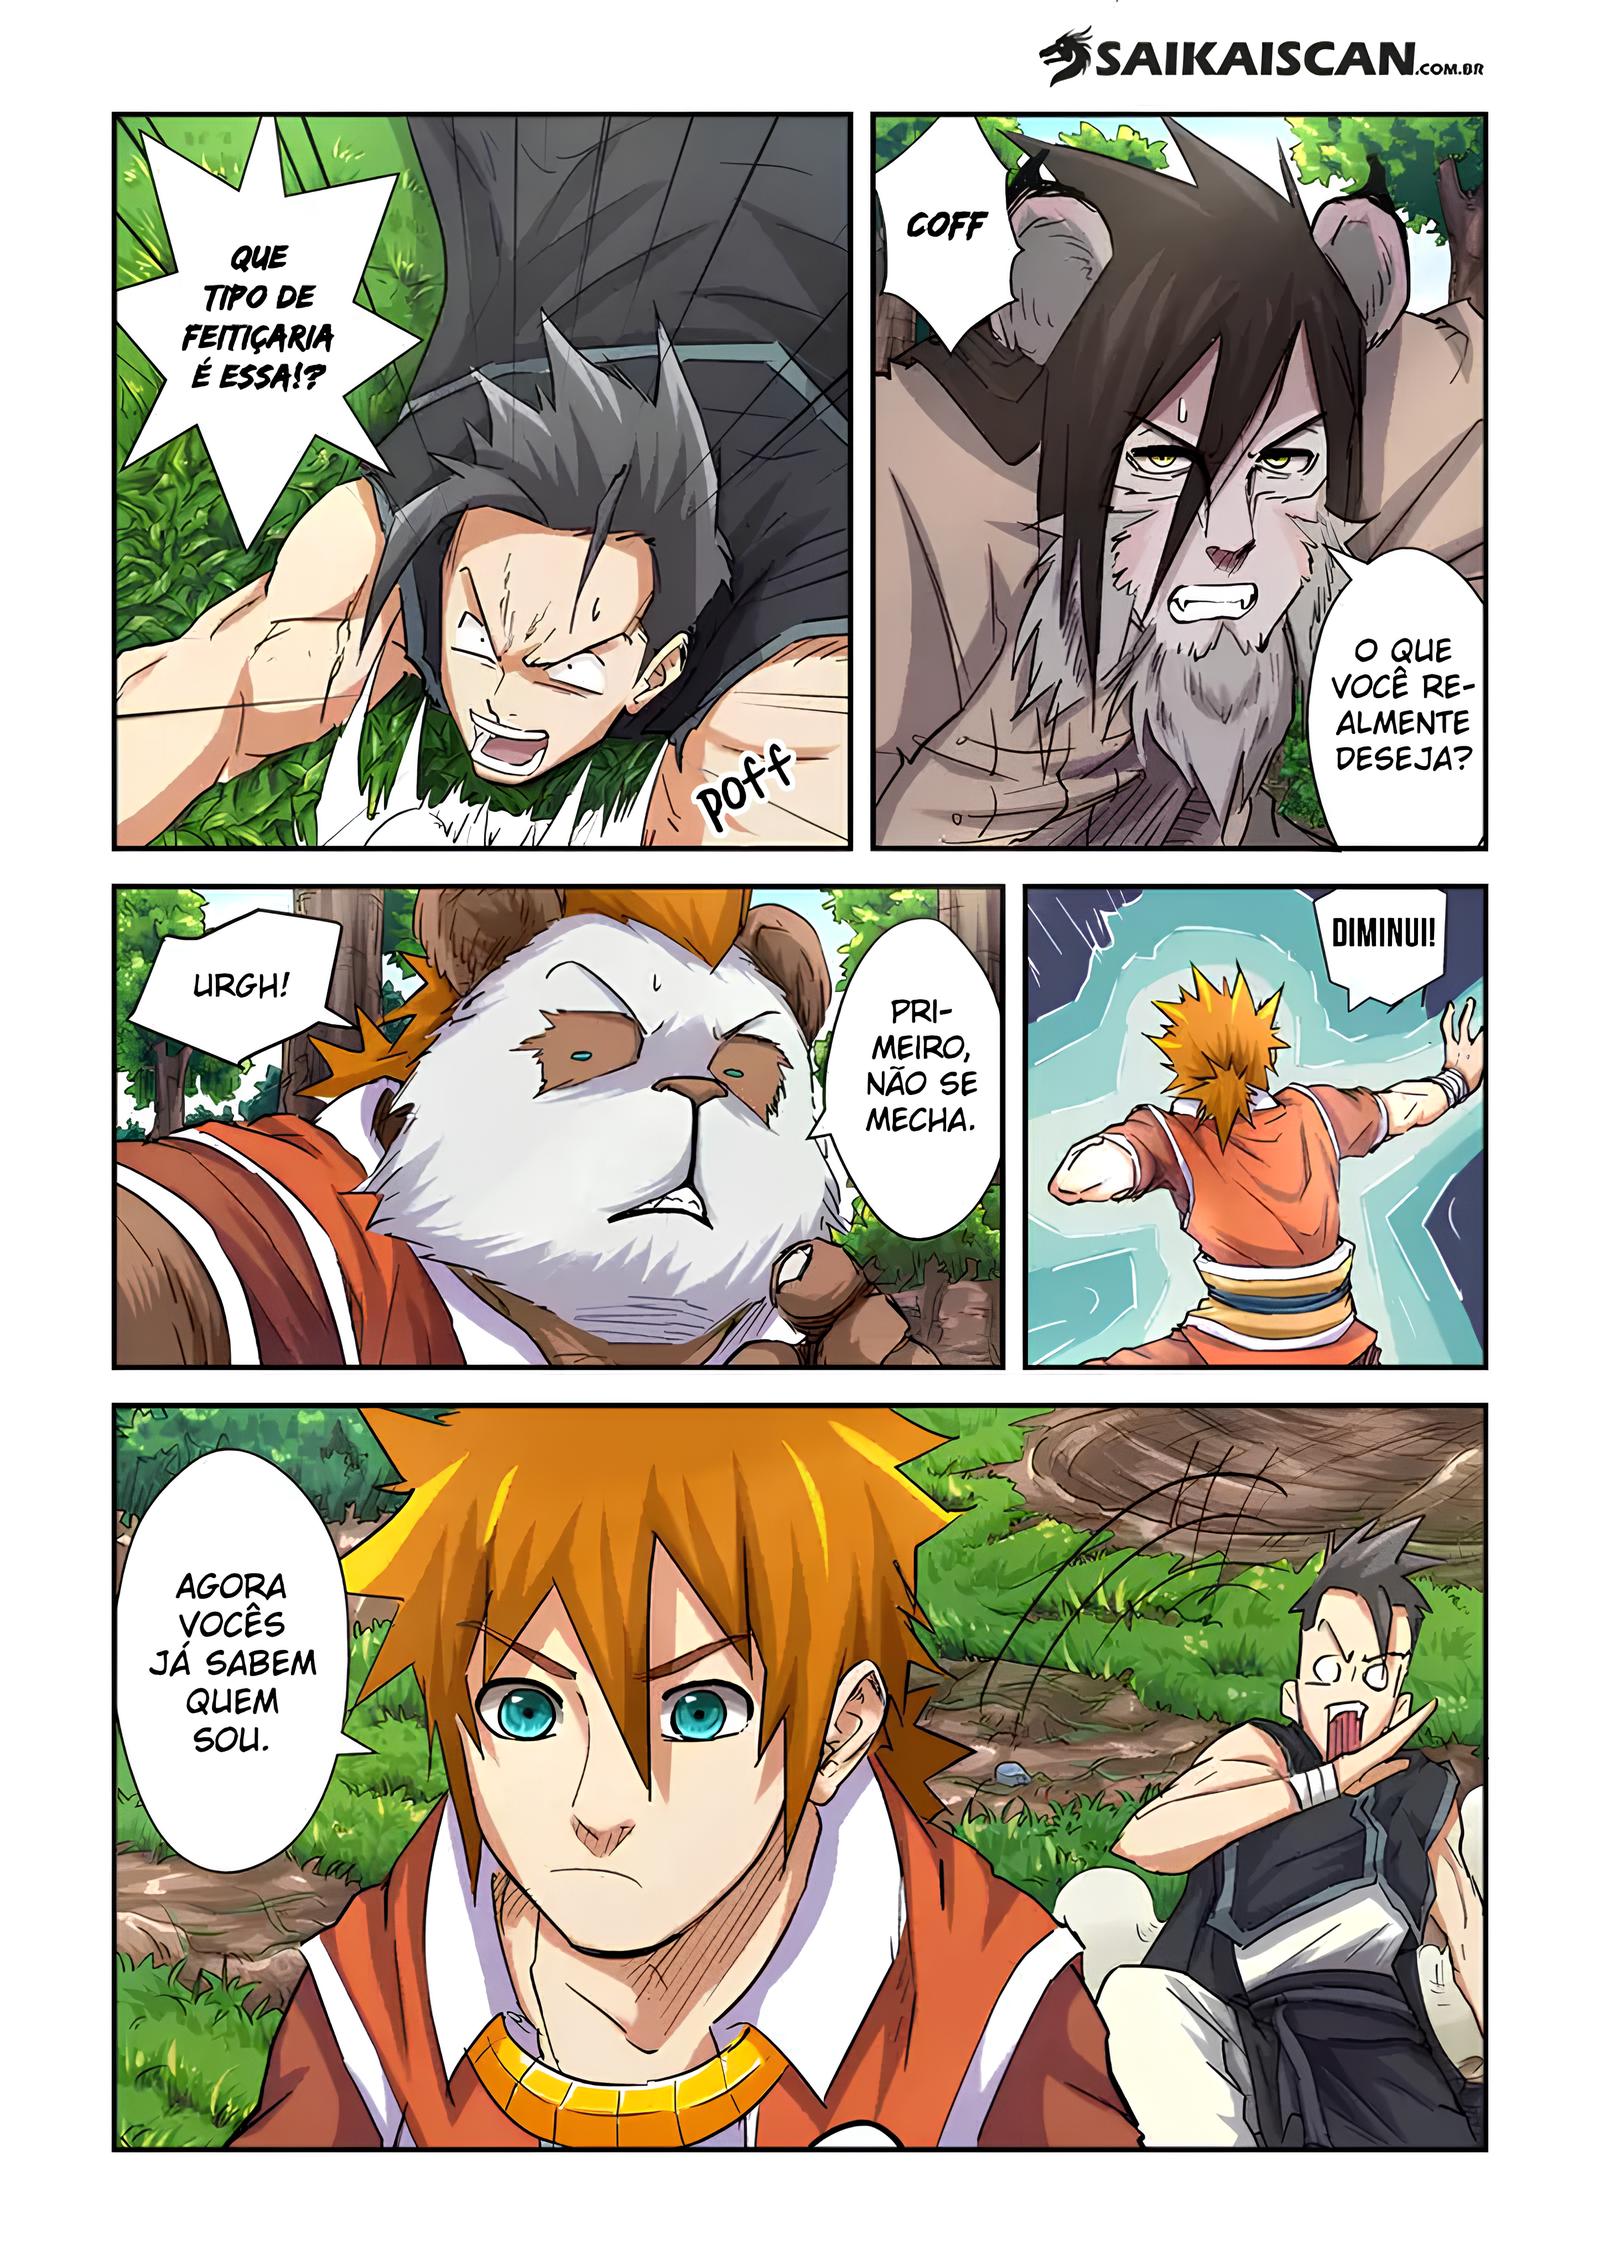 SAIKAISCAN.COM.BR
QUE
TIPO DE
FEITIÇARIA
É ESSA!?
poff
COFF
O QUE
VOCÊ RE-
ALMENTE
DESEJA?
URGH!
PRI-
MEIRO,
NÃO SE
MECHA.
DIMINUI!
AGORA
VOCÊS
JÁ SABEM
QUEM
SOU.